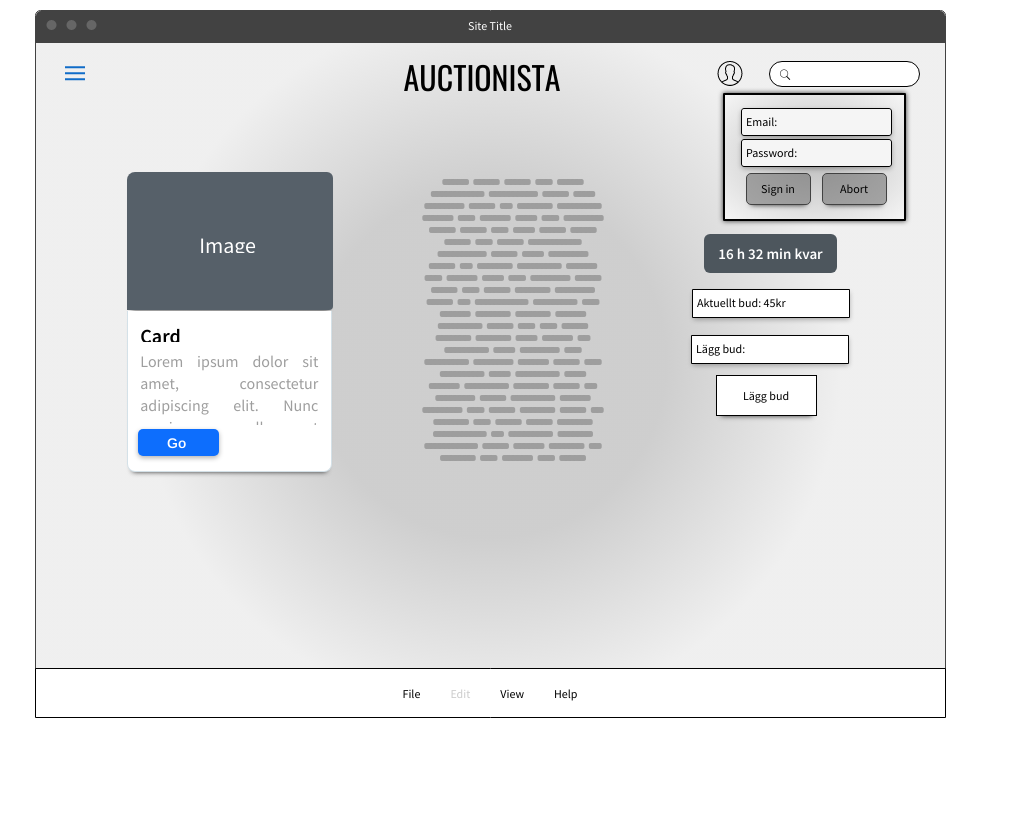 Site Title
AUCTIONISTA
Email:
Password:
Sign in
Abort
Image
16 h 32 min kvar
Aktuellt bud: 45kr
Card
Lägg bud:
Lorem ipsum dolor sit
amet, consectetur
adipiscing elit. Nunc
Lägg bud
Go
File
Edit
View
Help